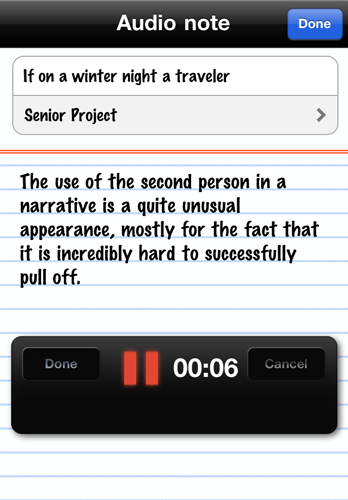 Audio note
Done
If on a winter night a traveler
Senior Project
The use of the second person in a
narrative is a quite unusual
appearance, mostly for the fact that
it is incredibly hard to successfully
pull off.
Done
00:06
Cancel